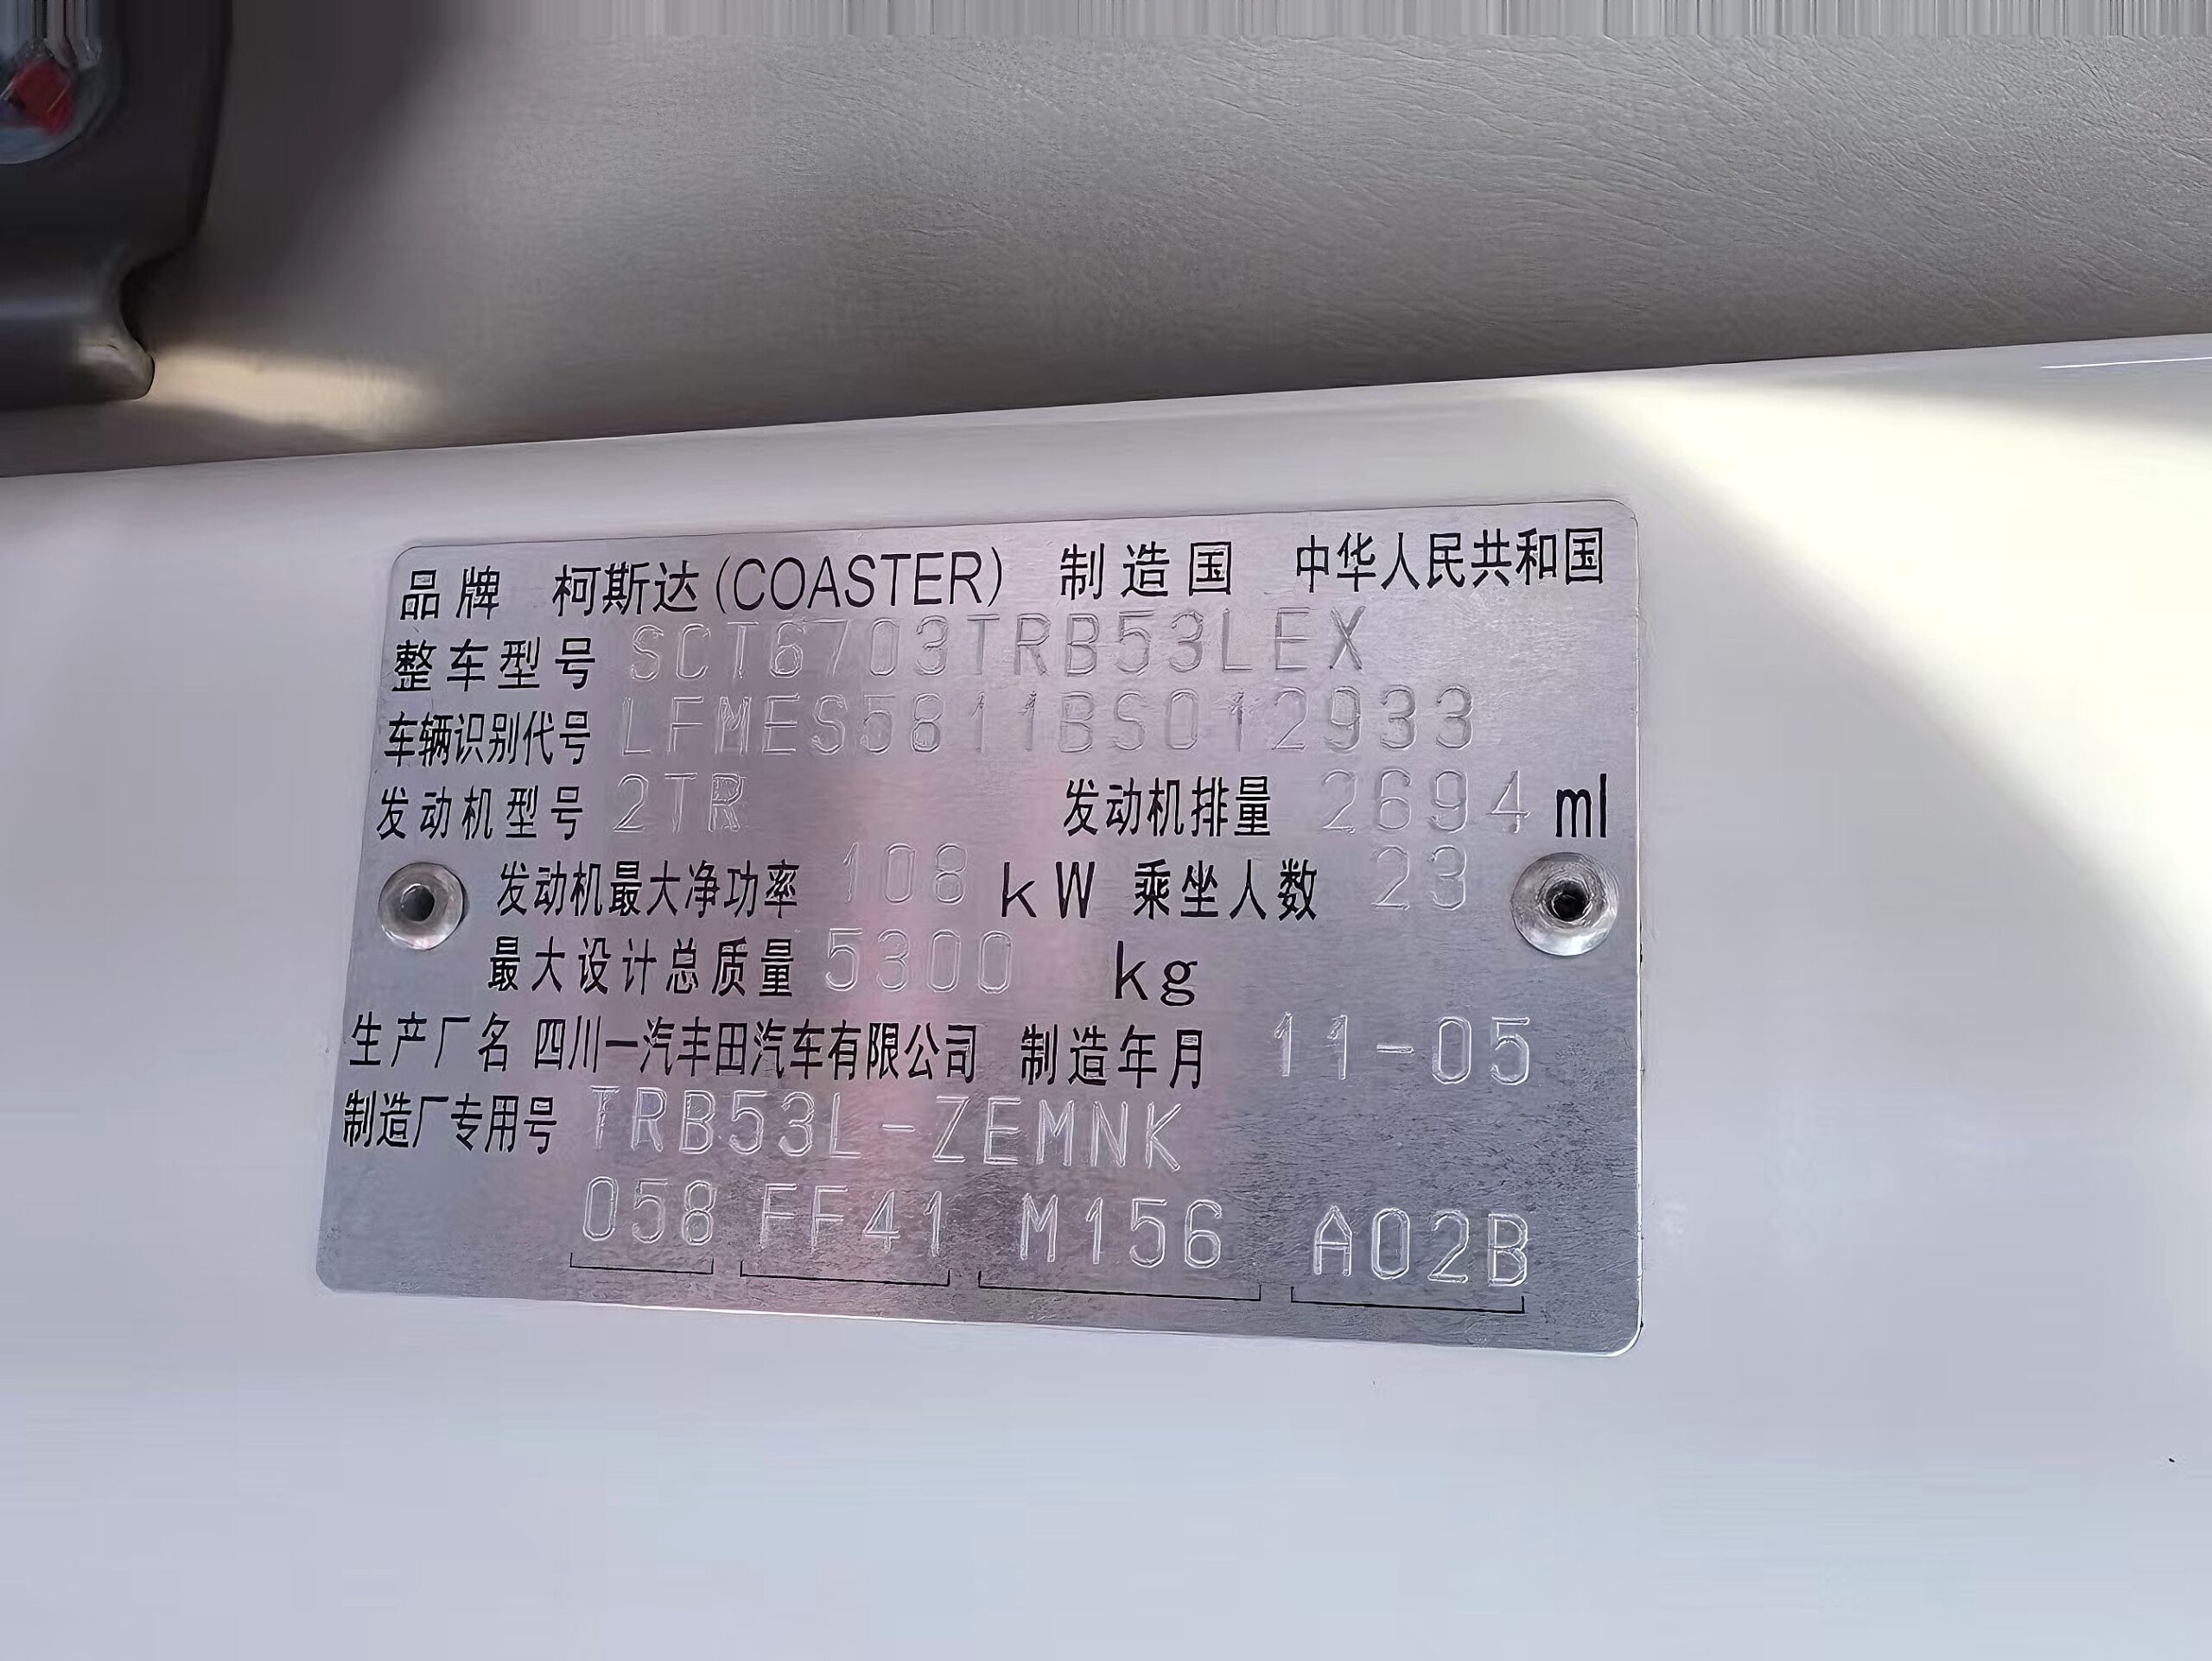 品牌 柯斯达(COASTER) 制造国 中华人民共和国
整车型号 SCT6703TRB53LEX
车辆识别代号 LFMES5811BS012933
发动机型号 2TR 发动机排量 2694 ml
发动机最大净功率 108 kW 乘坐人数 23
最大设计总质量 5300 kg
生产厂名 四川一汽丰田汽车有限公司 制造年月 11-05
制造厂专用号 TRB53L-ZEMNK
058 FF41 M156 A02B